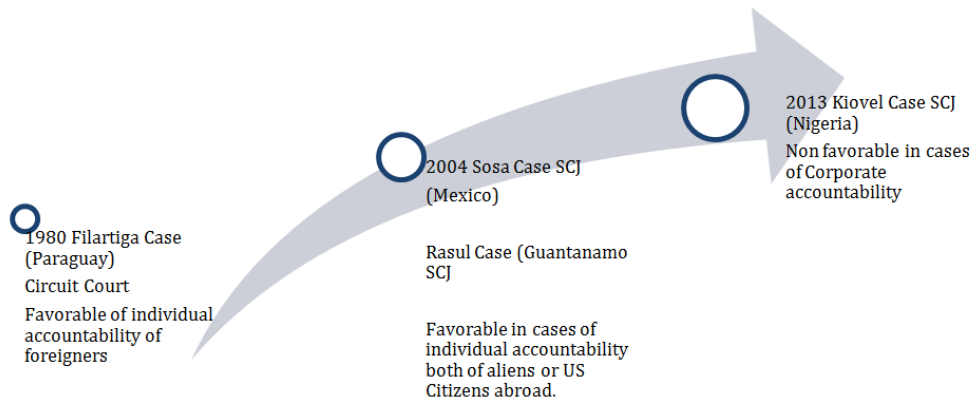 1980 Filartiga Case
(Paraguay)
Circuit Court
Favorable of individual
accountability of
foreigners
2004 Sosa Case SCJ
(Mexico)
Rasul Case (Guantanamo
SCJ
Favorable in cases of
individual accountability
both of aliens or US
Citizens abroad.
2013 Kiovel Case SCJ
(Nigeria)
Non favorable in cases
of Corporate
accountability